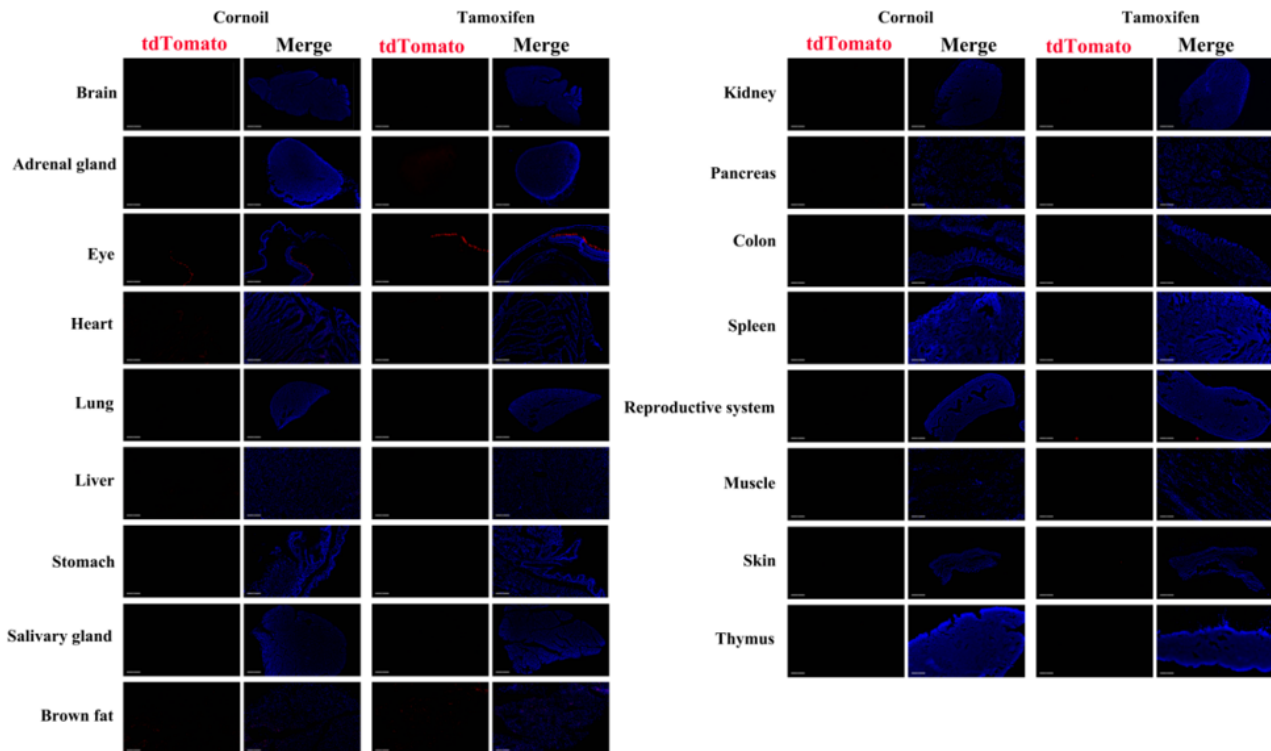 Cornoil Tamoxifen
tdTomato Merge tdTomato Merge
Brain
Adrenal gland
Eye
Heart
Lung
Liver
Stomach
Salivary gland
Brown fat
Cornoil Tamoxifen
tdTomato Merge tdTomato Merge
Kidney
Pancreas
Colon
Spleen
Reproductive system
Muscle
Skin
Thymus